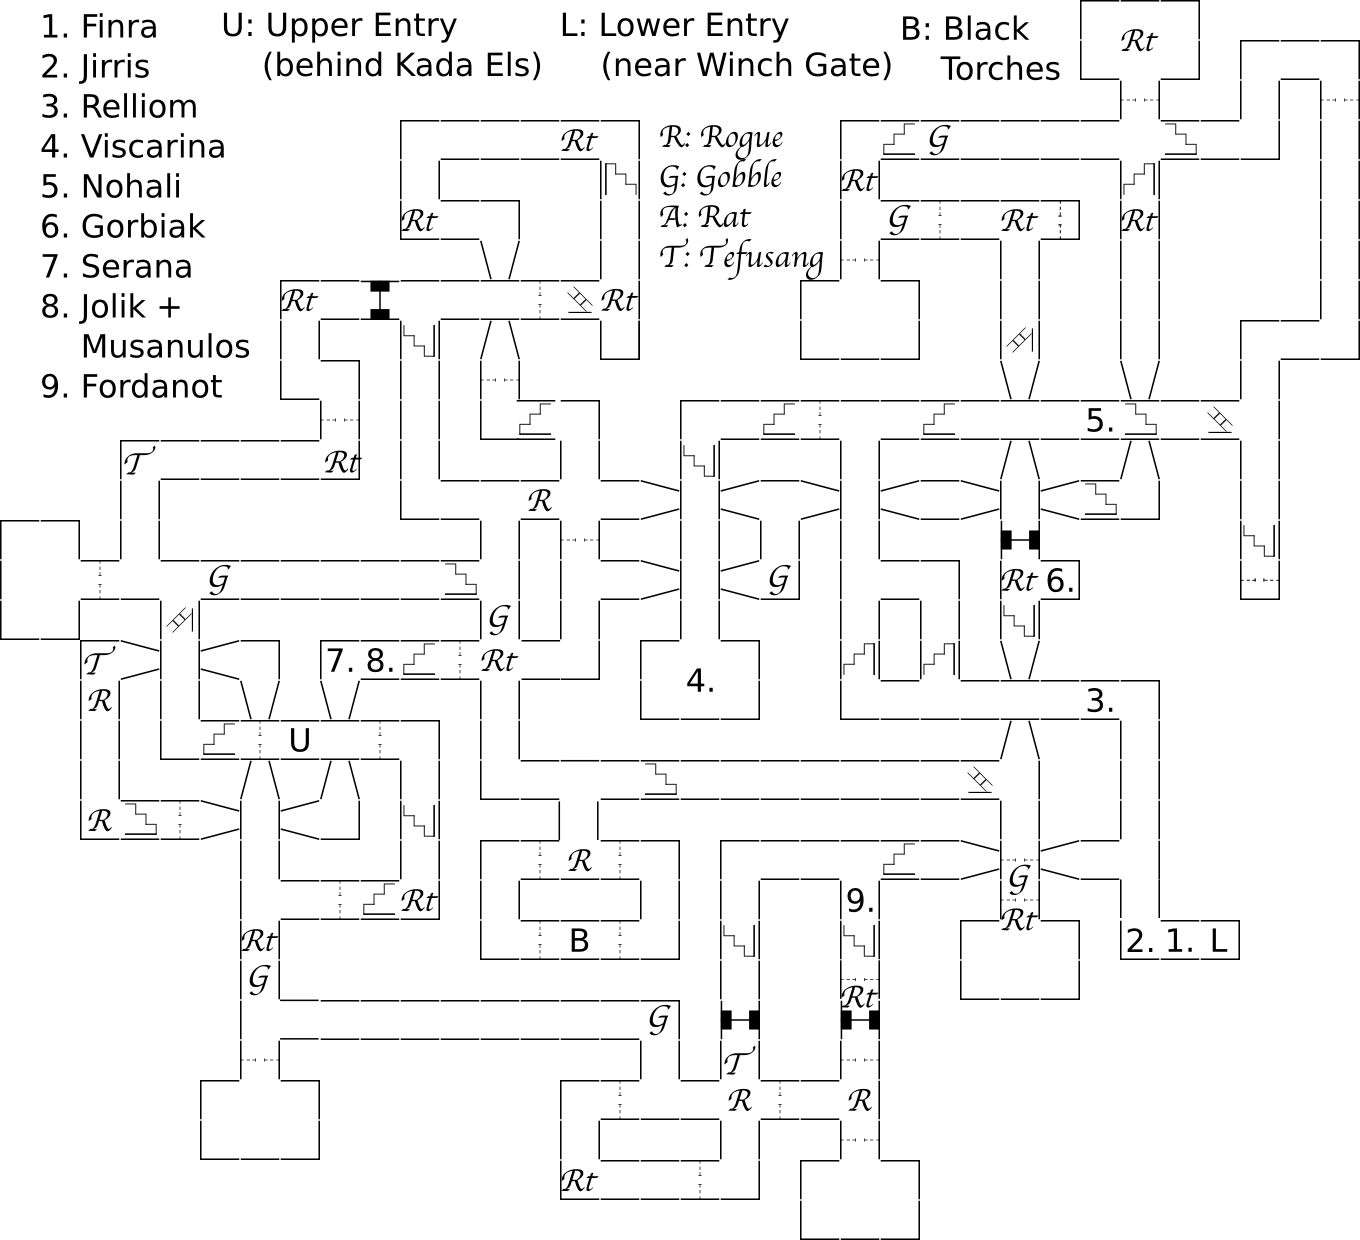 1. Finra
2. Jirris
3. Relliom
4. Viscarina
5. Nohali
6. Gorbiak
7. Serana
8. Jolik +
Musanulos
9. Fordanot
U: Upper Entry
(behind Kada Els)
L: Lower Entry
(near Winch Gate)
B: Black
Torches
R: Rogue
G: Gobble
A: Rat
T: Tefusang
Rt
Rt
G
Rt
Rt
G
Rt
Rt
Rt
Rt
Rt
5.
T
Rt
R
G
G
Rt 6.
G
T
7. 8.
Rt
4.
R
3.
U
R
R
G
9.
Rt
Rt
Rt
B
2. 1. L
G
Rt
G
T
R
R
Rt